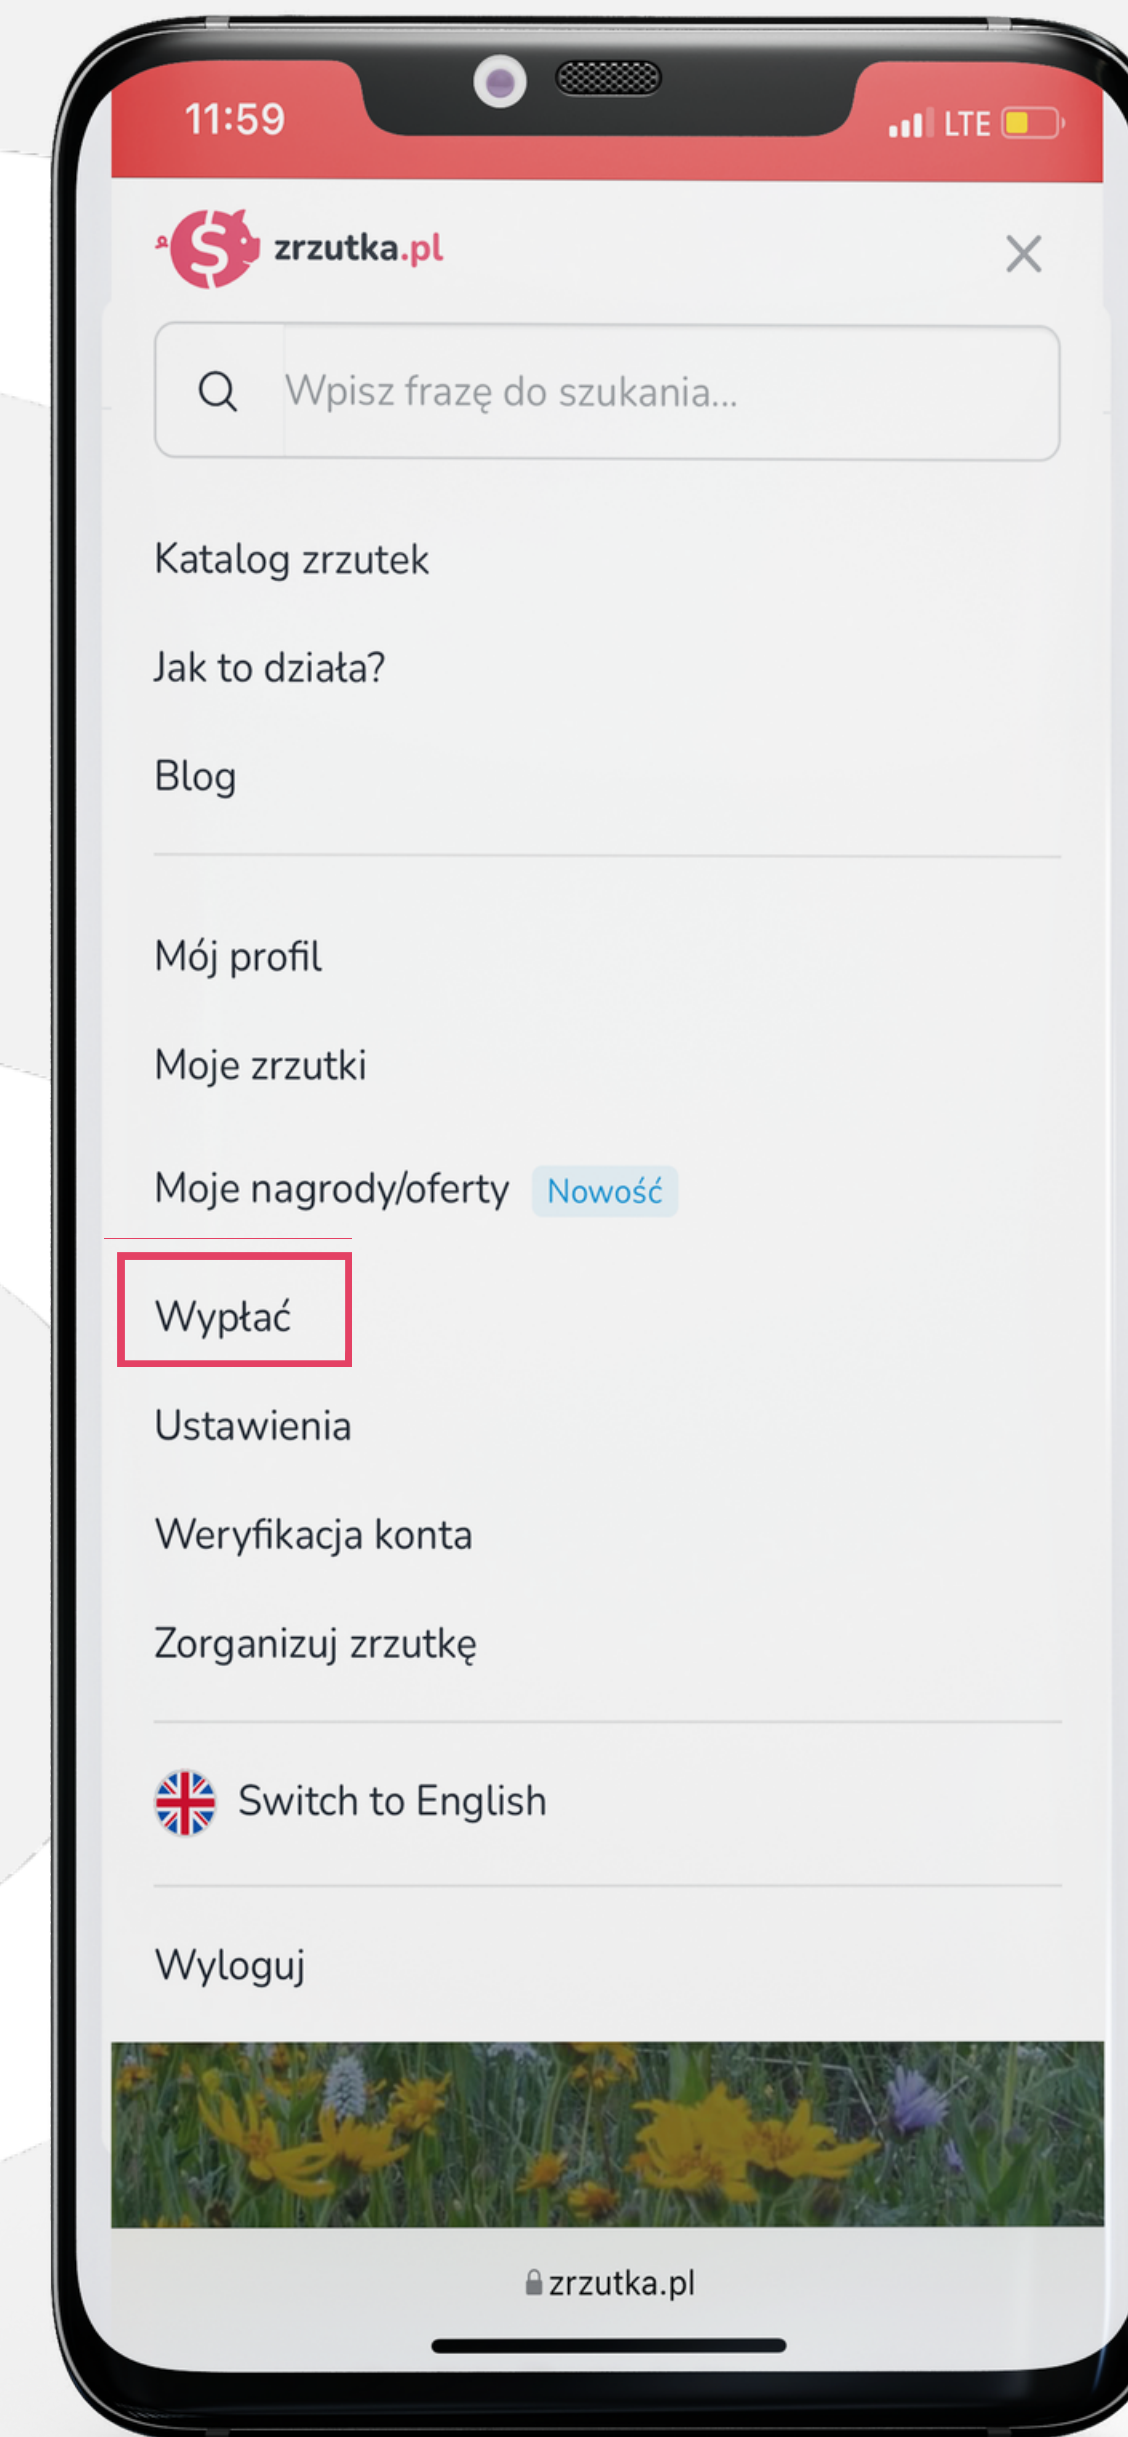 11:59
LTE
zrzutka.pl
Wpisz frazę do szukania...
Katalog zrzutek
Jak to działa?
Blog
Mój profil
Moje zrzutki
Moje nagrody/oferty Nowość
Wypłać
Ustawienia
Weryfikacja konta
Zorganizuj zrzutkę
Switch to English
Wyloguj
zrzutka.pl